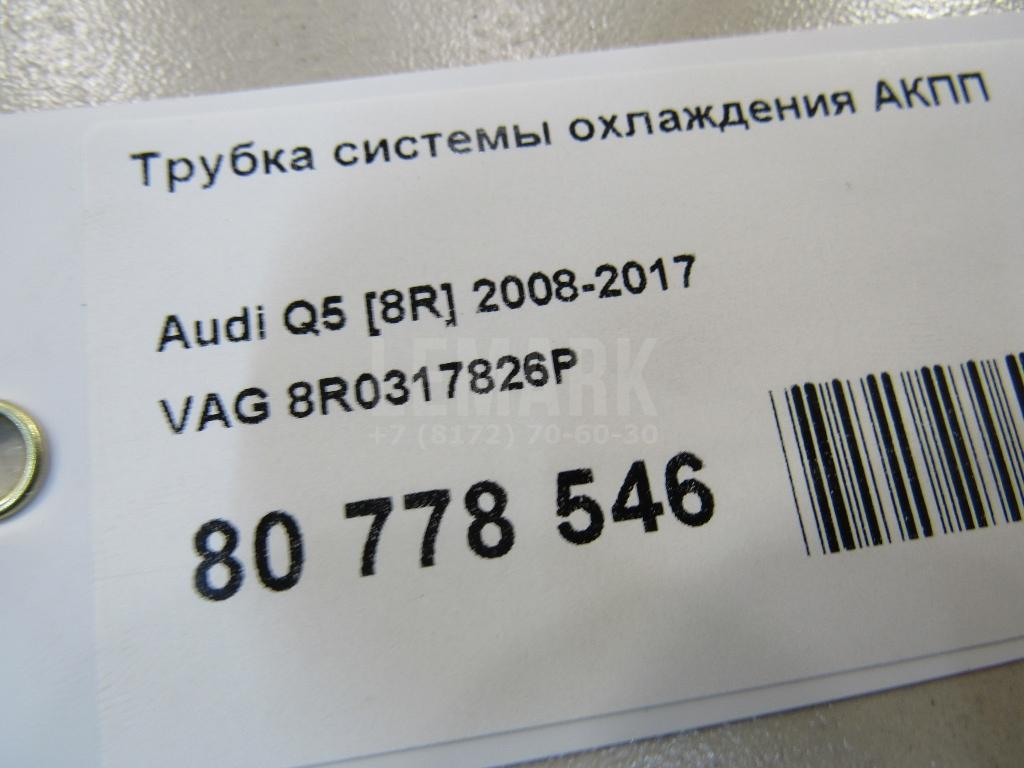 Трубка системы охлаждения АКПП
Audi Q5 [8R] 2008-2017
VAG 8R0317826P
LEMARK
+7 (8172) 70-60-30
80 778 546